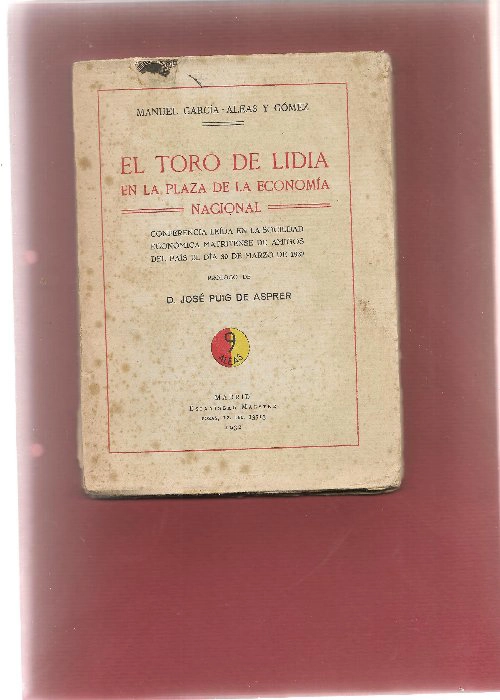 MANUEL GARCÍA-ALEAS Y GÓMEZ
EL TORO DE LIDIA
EN LA PLAZA DE LA ECONOMÍA
NACIONAL
CONFERENCIA LEÍDA EN LA SOCIEDAD
ECONÓMICA MATRITENSE DE AMIGOS
DEL PAÍS EL DÍA 30 DE MARZO DE 1932
PRÓLOGO DE
D. JOSÉ PUIG DE ASPRER
9
ALEAS
MADRID
1932